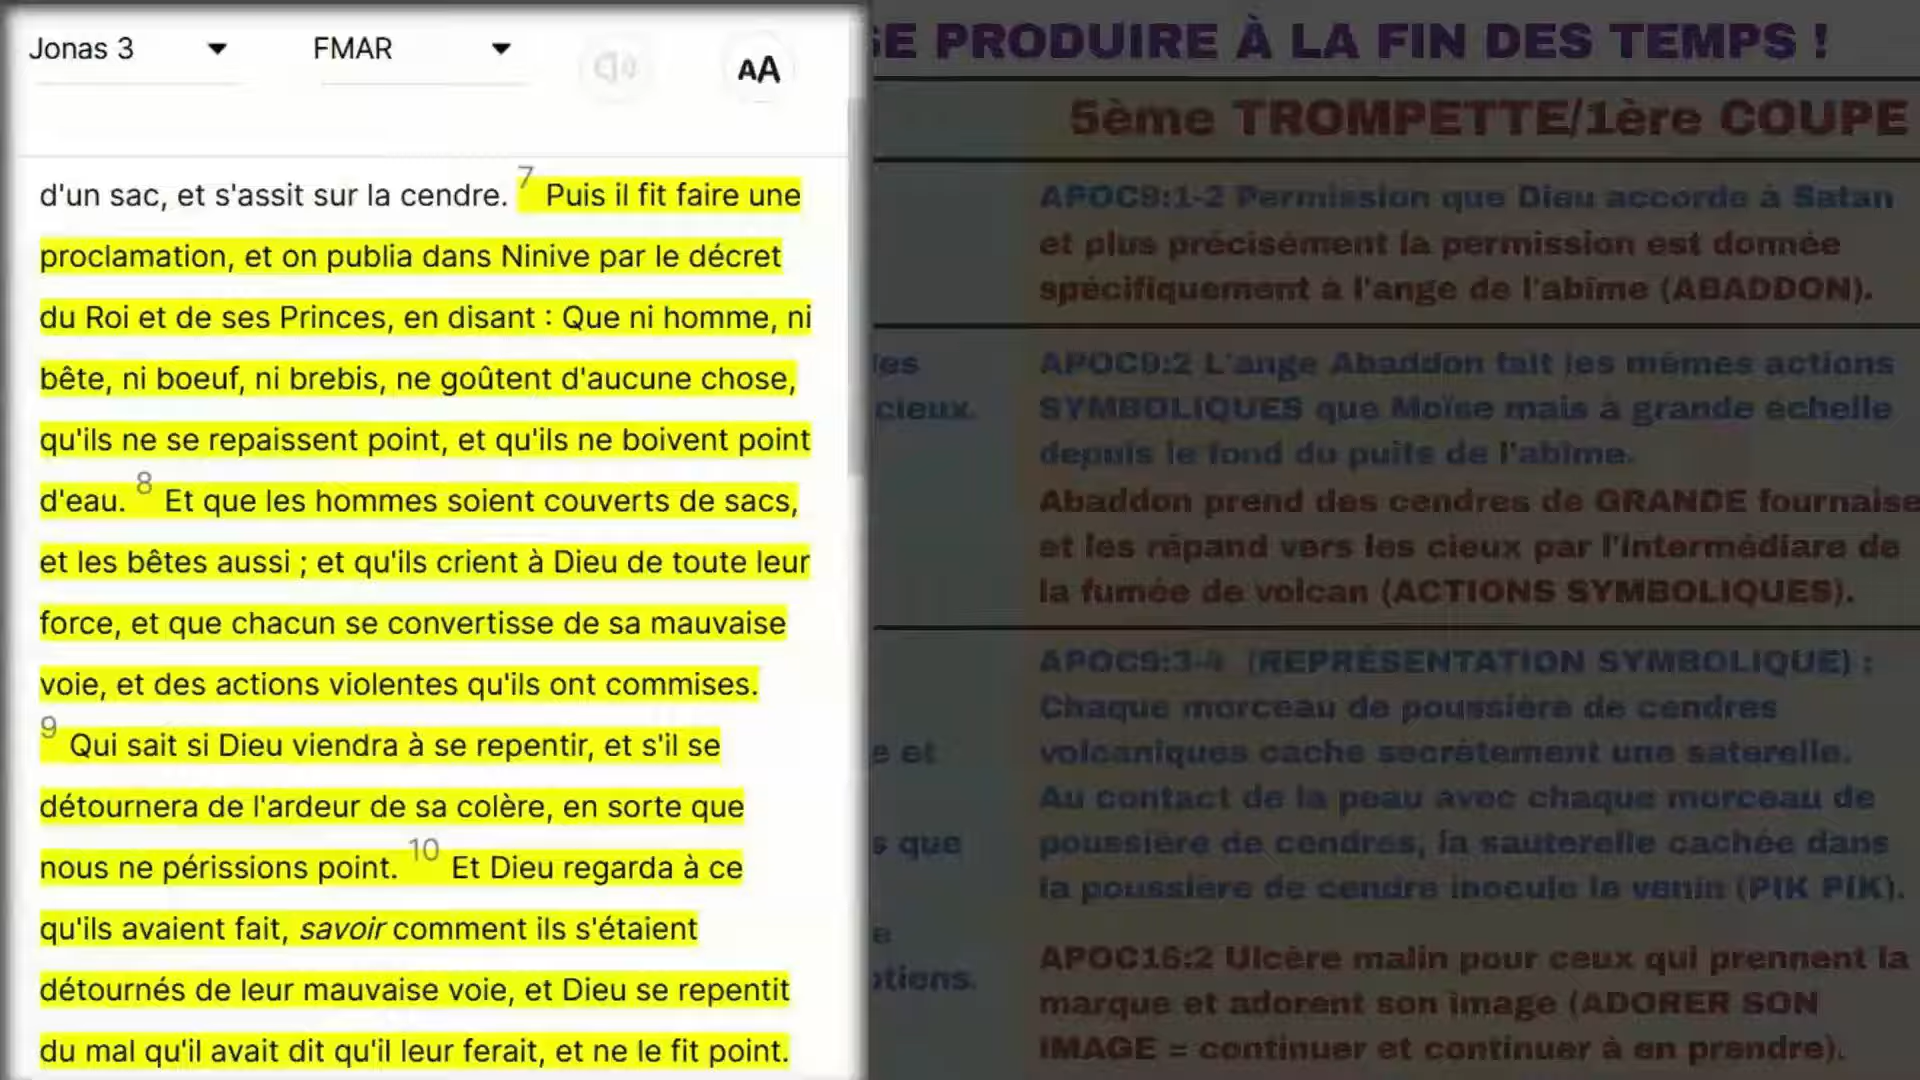 Jonas 3
FMAR
AA
d'un sac, et s'assit sur la cendre. 7 Puis il fit faire une
proclamation, et on publia dans Ninive par le décret
du Roi et de ses Princes, en disant : Que ni homme, ni
bête, ni boeuf, ni brebis, ne goûtent d'aucune chose,
qu'ils ne se repaissent point, et qu'ils ne boivent point
d'eau. 8 Et que les hommes soient couverts de sacs,
et les bêtes aussi ; et qu'ils crient à Dieu de toute leur
force, et que chacun se convertisse de sa mauvaise
voie, et des actions violentes qu'ils ont commises.
9 Qui sait si Dieu viendra à se repentir, et s'il se
détournera de l'ardeur de sa colère, en sorte que
nous ne périssions point. 10 Et Dieu regarda à ce
qu'ils avaient fait, savoir comment ils s'étaient
détournés de leur mauvaise voie, et Dieu se repentit
du mal qu'il avait dit qu'il leur ferait, et ne le fit point.
GE PRODUIRE À LA FIN DES TEMPS !
5ème TROMPETTE/1ère COUPE
APOC9:1-2 Permission que Dieu accorde à Satan
et plus précisément la permission est donnée
spécifiquement à l'ange de l'abîme (ABADDON).
les
cieux.
APOC9:2 L'ange Abaddon fait les mêmes actions
SYMBOLIQUES que Moïse mais à grande échelle
depuis le fond du puits de l'abîme.
Abaddon prend des cendres de GRANDE fournaise
et les répand vers les cieux par l'intermédiare de
la fumée de volcan (ACTIONS SYMBOLIQUES).
e et
s que
e
ptiens.
APOC9:3-4 (REPRÉSENTATION SYMBOLIQUE) :
Chaque morceau de poussière de cendres
volcaniques cache secrètement une saterelle.
Au contact de la peau avec chaque morceau de
poussière de cendres, la sauterelle cachée dans
la poussière de cendre inocule le venin (PIK PIK).
APOC16:2 Ulcère malin pour ceux qui prennent la
marque et adorent son image (ADORER SON
IMAGE = continuer et continuer à en prendre).